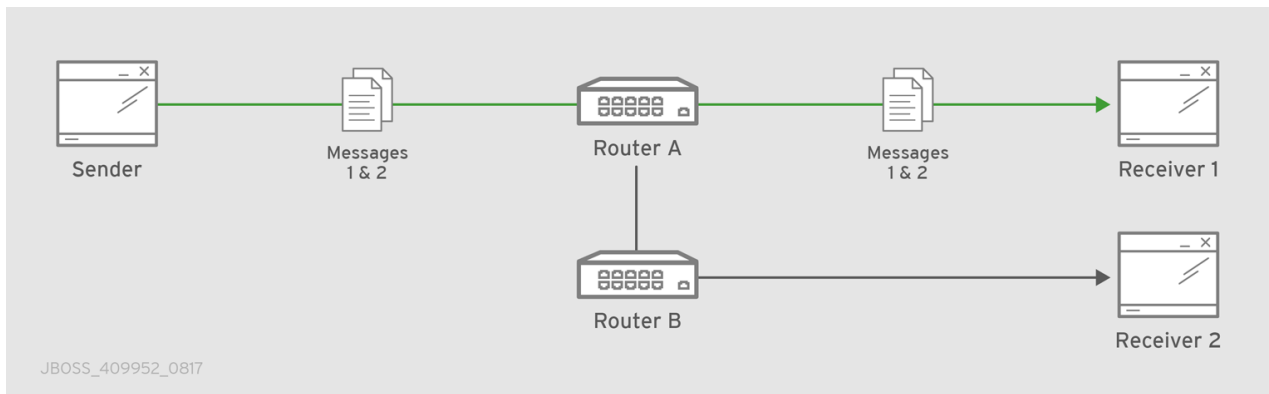 Sender
Messages
1 & 2
Router A
Messages
1 & 2
Receiver 1
Router B
Receiver 2
JBOSS_409952_0817